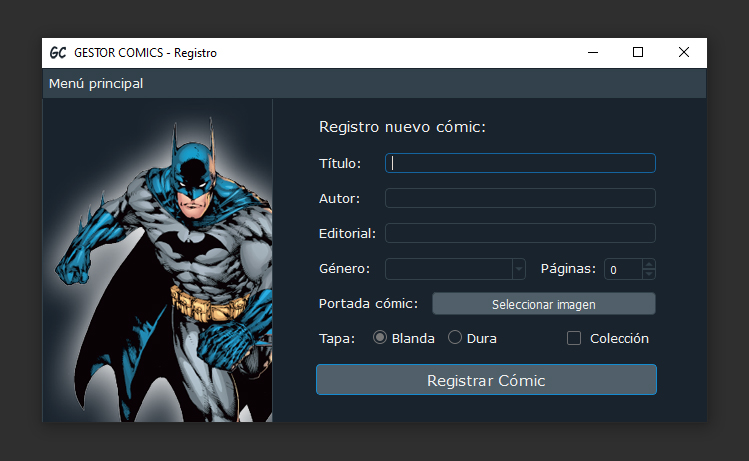 GC GESTOR COMICS - Registro
Menú principal
Registro nuevo cómic:
Título:
Autor:
Editorial:
Género: Páginas: 0
Portada cómic: Seleccionar imagen
Tapa: Blanda Dura Colección
Registrar Cómic